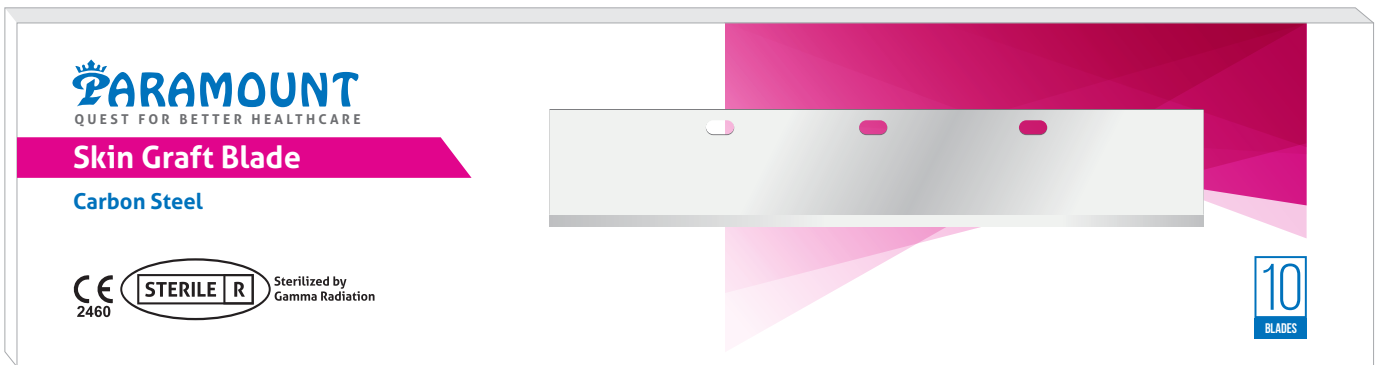 PARAMOUNT
QUEST FOR BETTER HEALTHCARE
Skin Graft Blade
Carbon Steel
CE
2460
STERILE R
Sterilized by
Gamma Radiation
10
BLADES